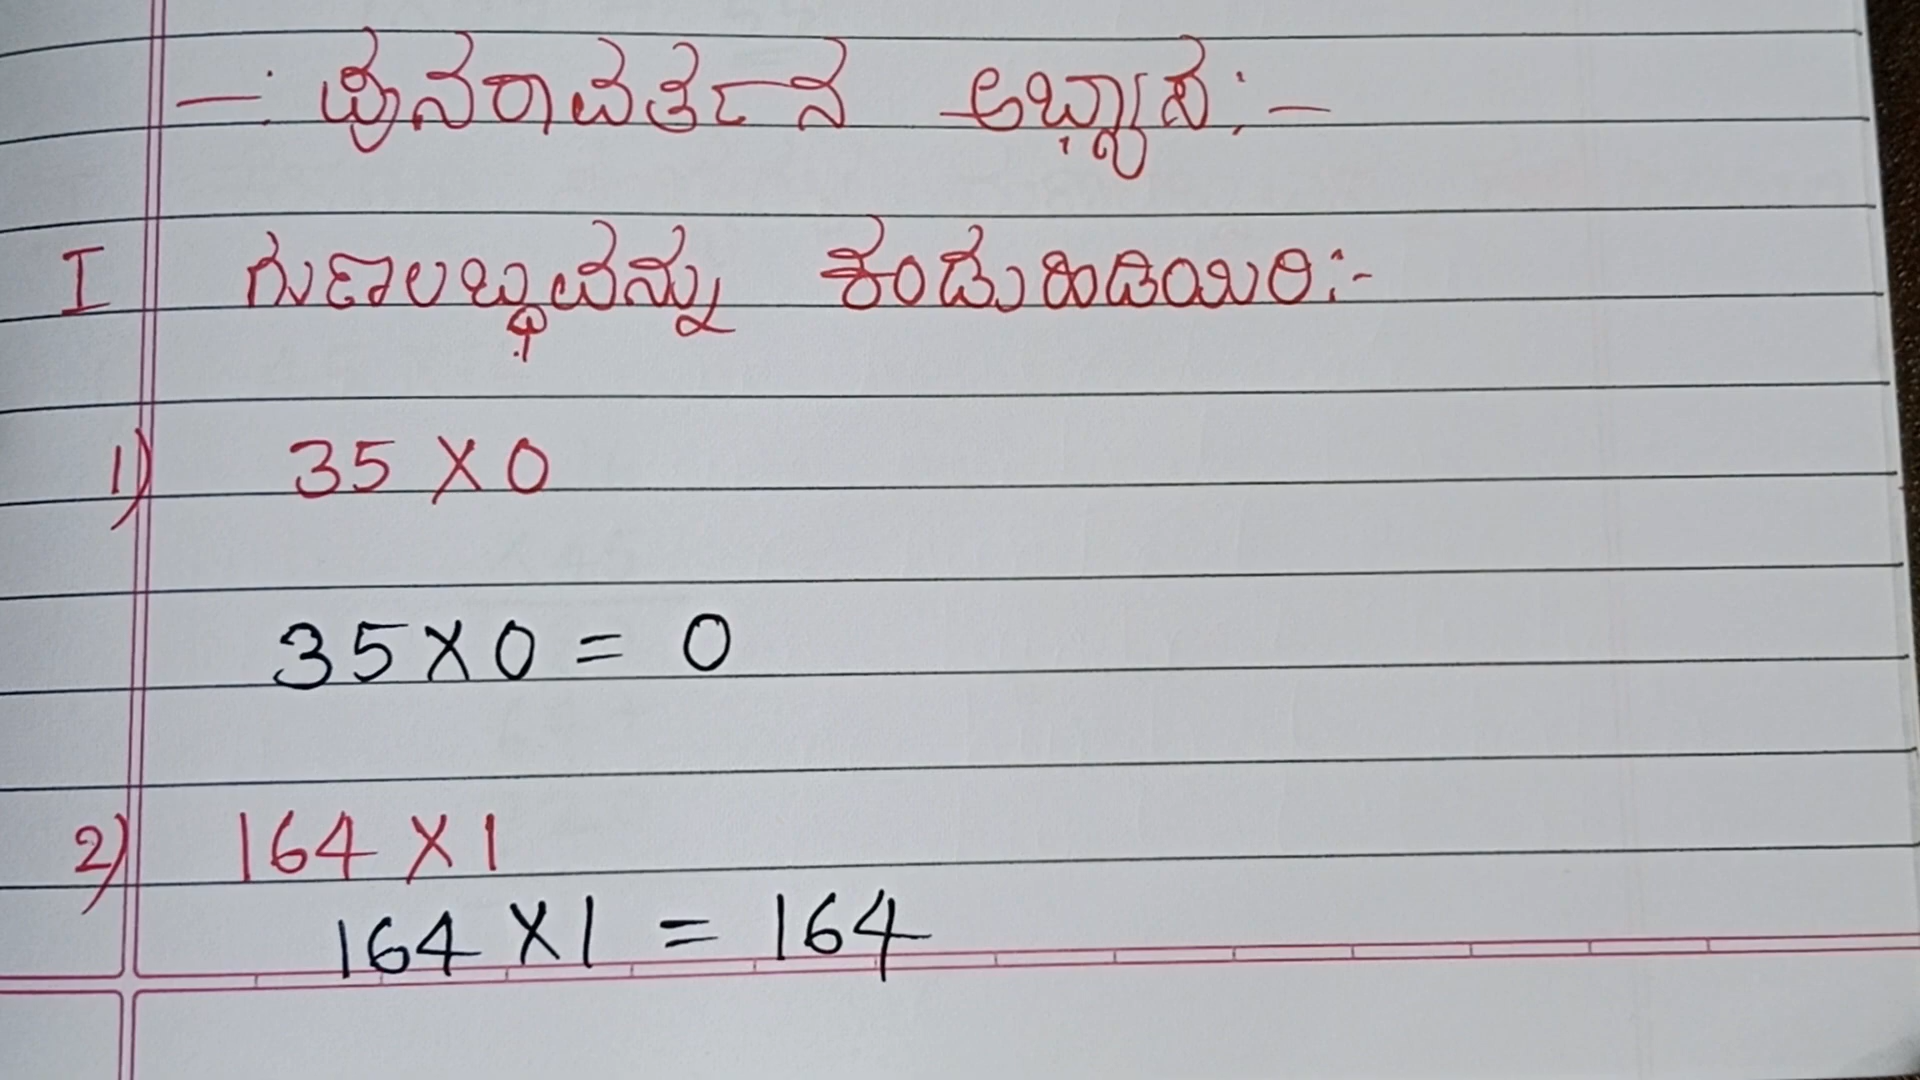 -: ಪುನರಾವರ್ತನ ಅಭ್ಯಾಸ :-
I ಗುಣಲಬ್ಧವನ್ನು ಕಂಡುಹಿಡಿಯಿರಿ :-
1) 35 X 0
35 X 0 = 0
2) 164 X 1
164 X 1 = 164